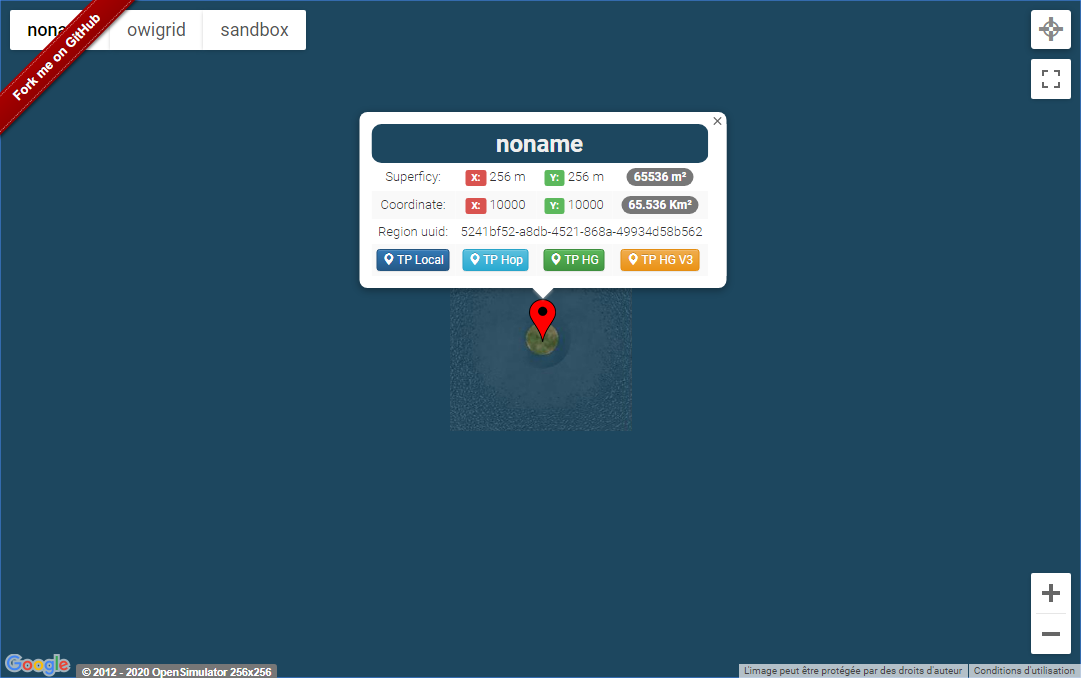 nona
owigrid
sandbox
Fork me on GitHub
×
noname
Superficy: X: 256 m Y: 256 m 65536 m²
Coordinate: X: 10000 Y: 10000 65.536 Km²
Region uuid: 5241bf52-a8db-4521-868a-49934d58b562
TP Local TP Hop TP HG TP HG V3
Google
© 2012 - 2020 OpenSimulator 256x256
L'image peut être protégée par des droits d'auteur
Conditions d'utilisation